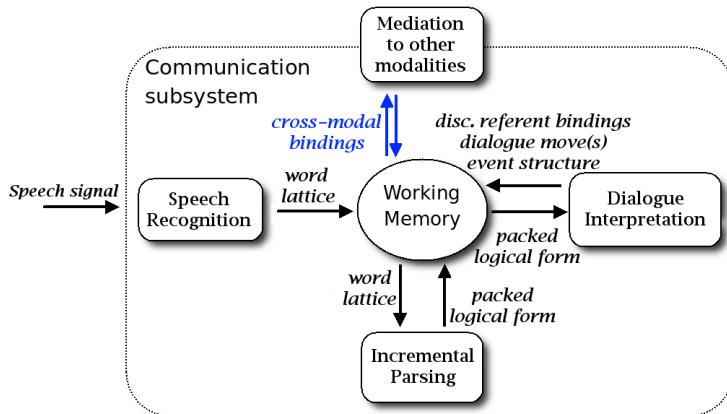 Mediation
to other
modalities
Communication
subsystem
cross-modal
bindings
disc. referent bindings
dialogue move(s)
event structure
Speech signal
Speech
Recognition
word
lattice
Working
Memory
Dialogue
Interpretation
packed
logical form
word
lattice
packed
logical form
Incremental
Parsing